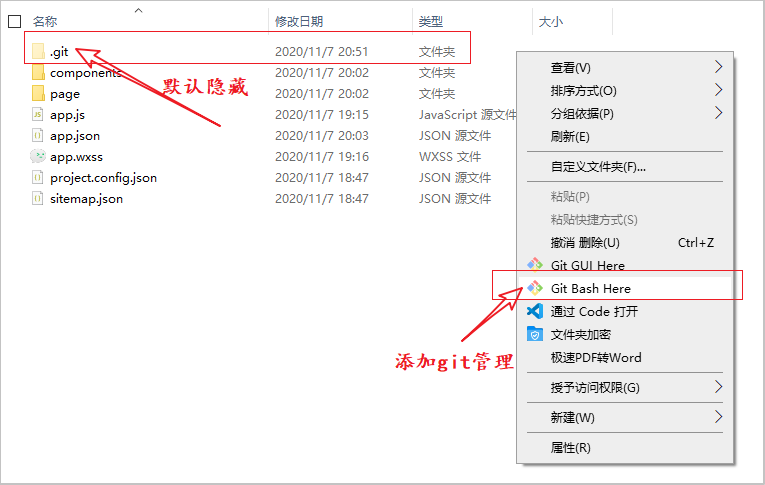 名称 修改日期 类型 大小
.git 2020/11/7 20:51 文件夹
components 2020/11/7 20:02 文件夹
page 2020/11/7 20:02 文件夹
app.js 2020/11/7 19:15 JavaScript 源文件
app.json 2020/11/7 20:03 JSON 源文件
app.wxss 2020/11/7 19:16 WXSS 文件
project.config.json 2020/11/7 18:47 JSON 源文件
sitemap.json 2020/11/7 18:47 JSON 源文件
默认隐藏
查看(V)
排序方式(O)
分组依据(P)
刷新(E)
自定义文件夹(F)...
粘贴(P)
粘贴快捷方式(S)
撤消 删除(U) Ctrl+Z
Git GUI Here
Git Bash Here
通过 Code 打开
文件夹加密
极速PDF转Word
授予访问权限(G)
新建(W)
属性(R)
添加git管理